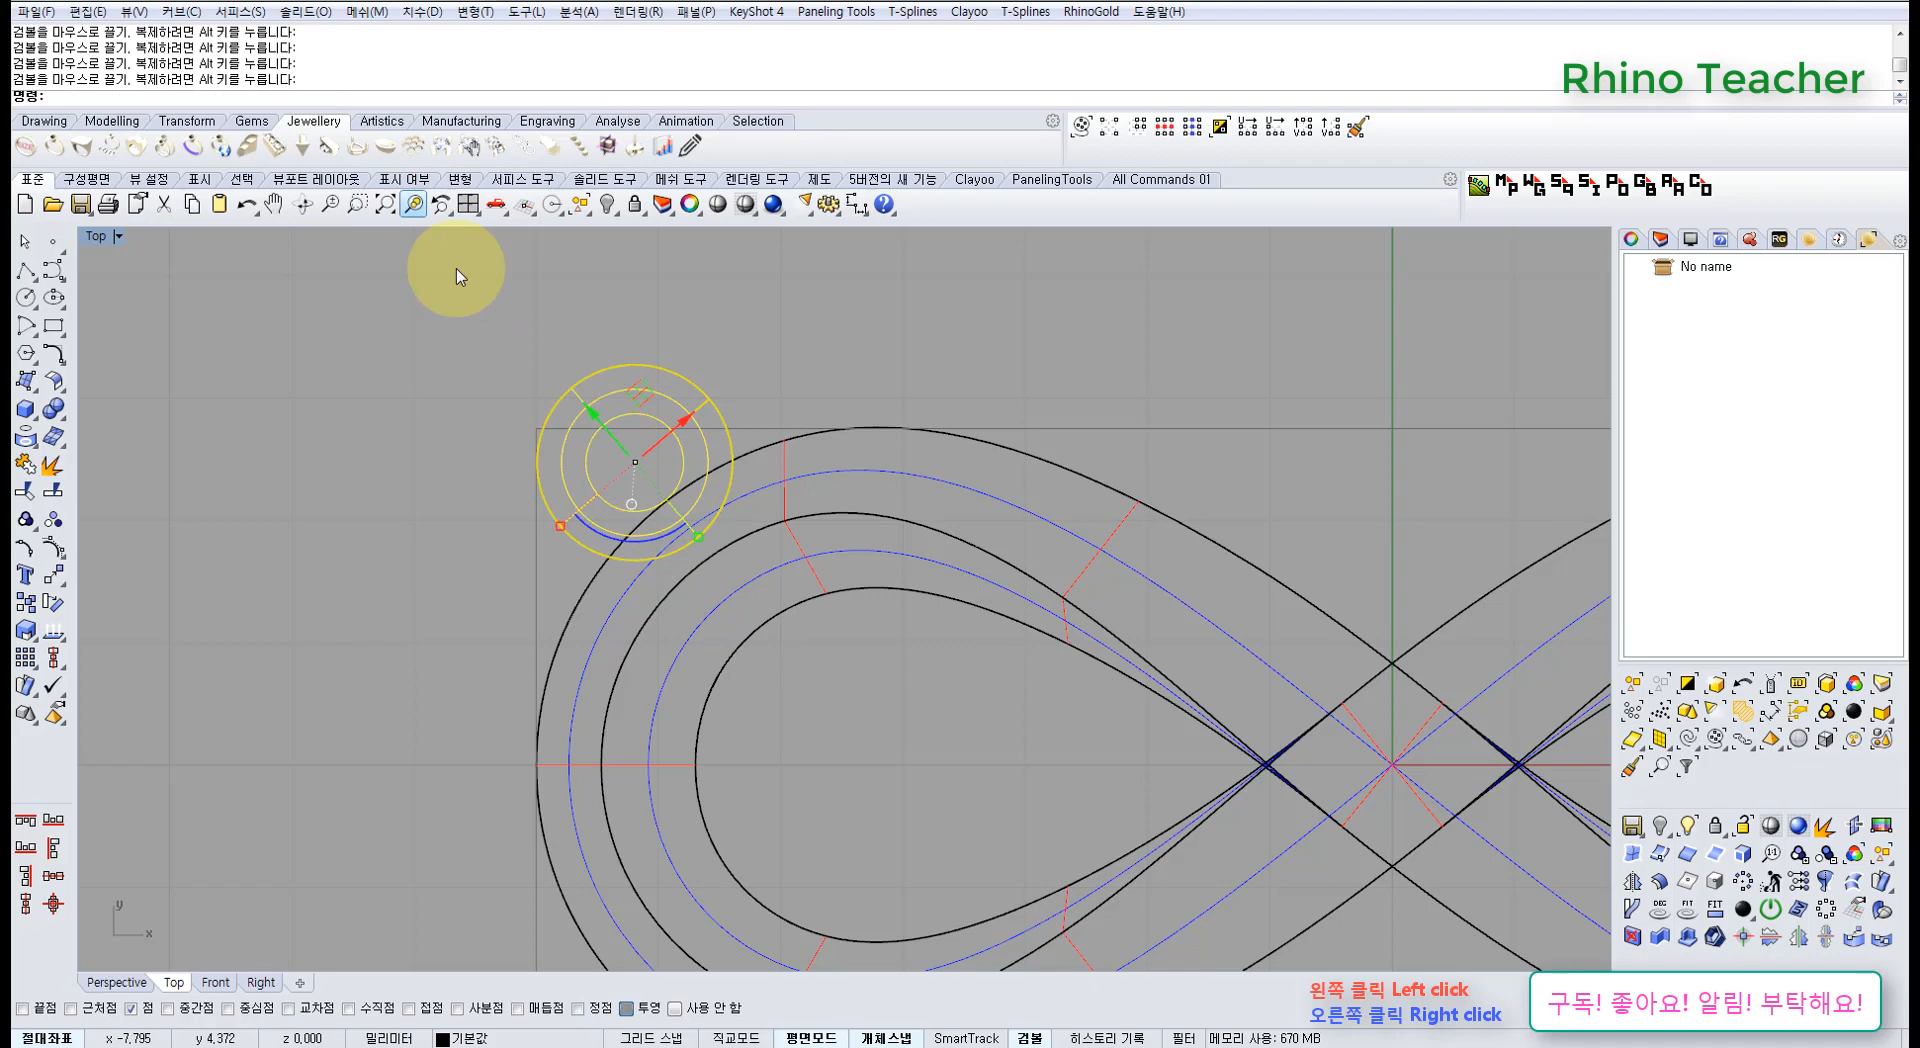 파일(F) 편집(E) 뷰(V) 커브(C) 서피스(S) 솔리드(O) 메쉬(M) 치수(D) 변형(T) 도구(L) 분석(A) 렌더링(R) 패널(P) KeyShot 4 Paneling Tools T-Splines Clayoo T-Splines RhinoGold 도움말(H)
검볼을 마우스로 끌기, 복제하려면 Alt 키를 누릅니다:
검볼을 마우스로 끌기, 복제하려면 Alt 키를 누릅니다:
검볼을 마우스로 끌기, 복제하려면 Alt 키를 누릅니다:
검볼을 마우스로 끌기, 복제하려면 Alt 키를 누릅니다:
명령:
Rhino Teacher
Drawing Modelling Transform Gems Jewellery Artistics Manufacturing Engraving Analyse Animation Selection
표준 구성평면 뷰 설정 표시 선택 뷰포트 레이아웃 표시 여부 변형 서피스 도구 솔리드 도구 메쉬 도구 렌더링 도구 제도 5버전의 새 기능 Clayoo PanelingTools All Commands 01
Top
No name
y
x
Perspective Top Front Right
끝점 근처점 점 중간점 중심점 교차점 수직점 접점 사분점 매듭점 정점 투영 사용 안 함
왼쪽 클릭 Left click
오른쪽 클릭 Right click
구독! 좋아요! 알림! 부탁해요!
절대좌표 x -7,795 y 4,372 z 0,000 밀리미터 기본값 그리드 스냅 직교모드 평면모드 개체스냅 SmartTrack 검볼 히스토리 기록 필터 메모리 사용: 670 MB